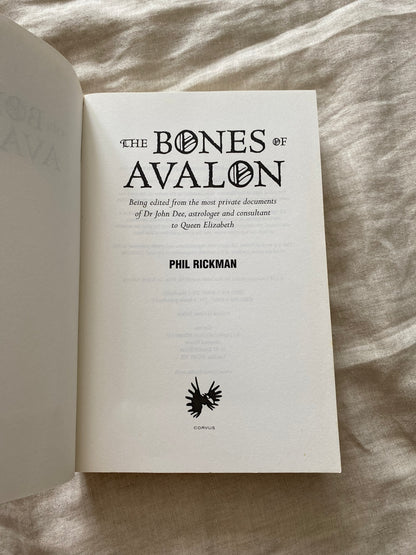 THE BONES OF
AVALON
Being edited from the most private documents
of Dr John Dee, astrologer and consultant
to Queen Elizabeth
PHIL RICKMAN
CORVUS